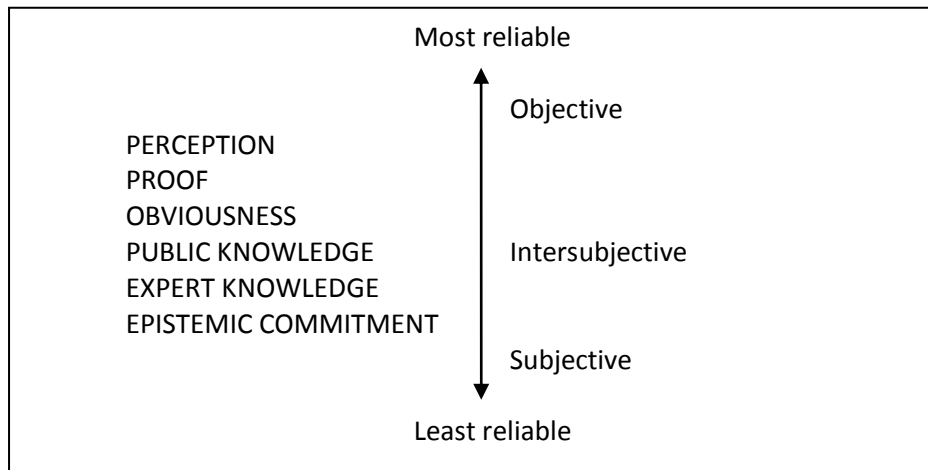 Most reliable
Objective
PERCEPTION
PROOF
OBVIOUSNESS
PUBLIC KNOWLEDGE
Intersubjective
EXPERT KNOWLEDGE
EPISTEMIC COMMITMENT
Subjective
Least reliable